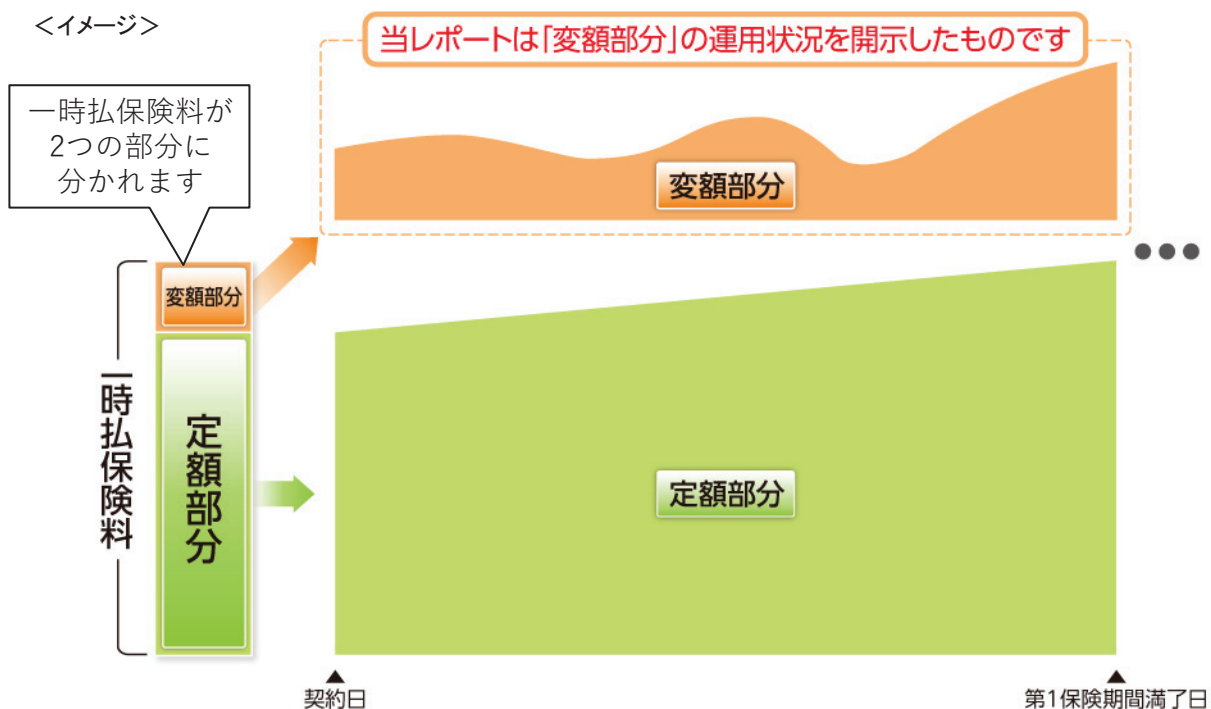 ＜イメージ＞
当レポートは「変額部分」の運用状況を開示したものです
一時払保険料が
2つの部分に
分かれます
変額部分
変額部分
●●●
一時払保険料
定額部分
定額部分
契約日
第1保険期間満了日